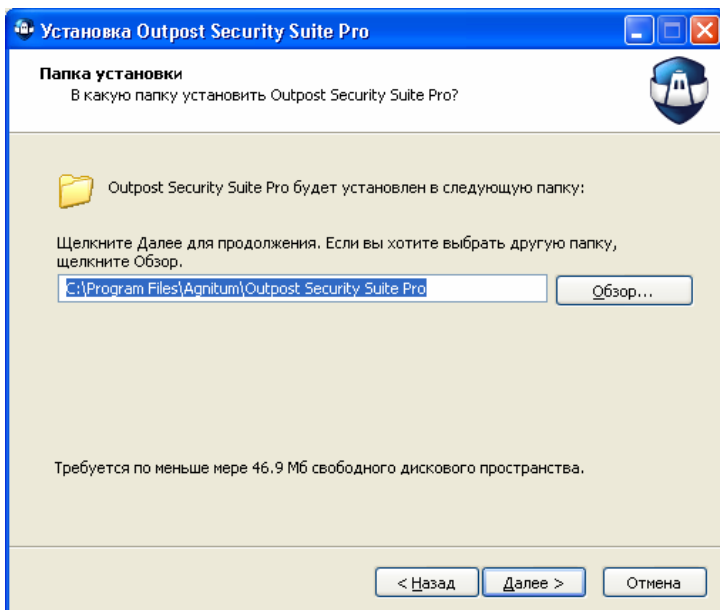 Установка Outpost Security Suite Pro
Папка установки
В какую папку установить Outpost Security Suite Pro?
Outpost Security Suite Pro будет установлен в следующую папку:
Щелкните Далее для продолжения. Если вы хотите выбрать другую папку,
щелкните Обзор.
C:\Program Files\Agnitum\Outpost Security Suite Pro
Обзор...
Требуется по меньшей мере 46.9 Мб свободного дискового пространства.
< Назад
Далее >
Отмена